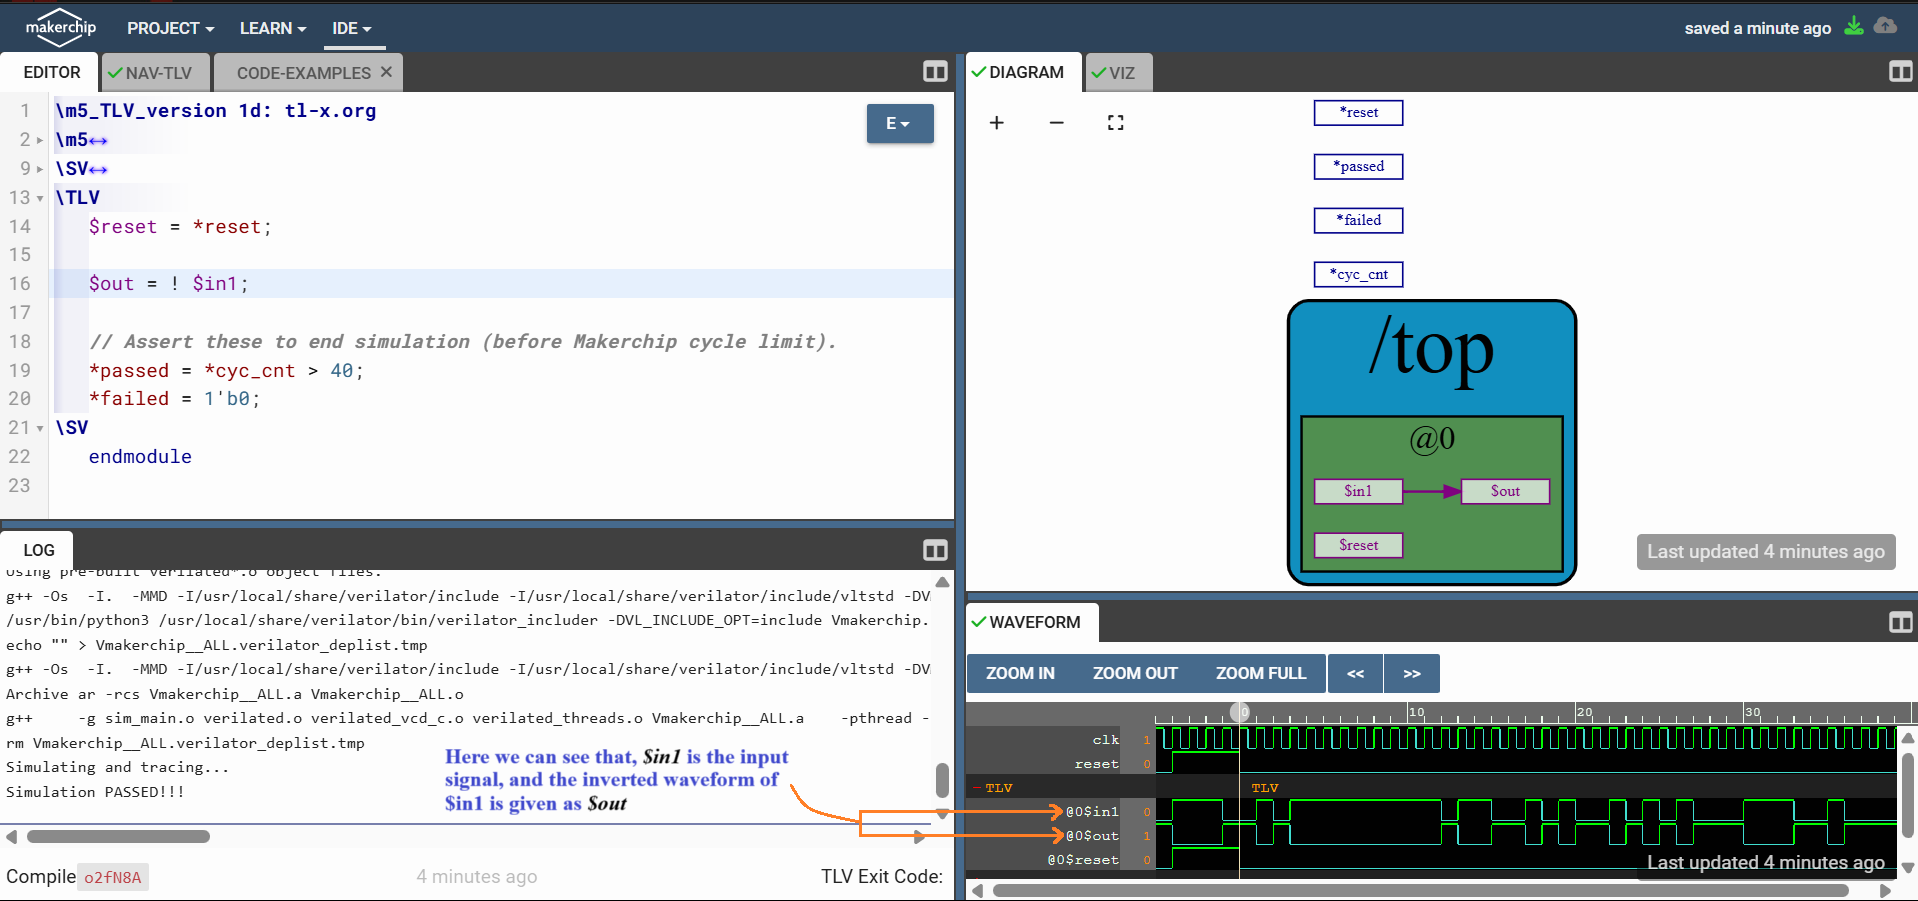 makerchip PROJECT LEARN IDE saved a minute ago
EDITOR NAV-TLV CODE-EXAMPLES
1 \m5_TLV_version 1d: tl-x.org
E
2 \m5
9 \SV
13 \TLV
14 $reset = *reset;
15
16 $out = ! $in1;
17
18 // Assert these to end simulation (before Makerchip cycle limit).
19 *passed = *cyc_cnt > 40;
20 *failed = 1'b0;
21 \SV
22 endmodule
23
LOG
Using pre-built verilated*.o object files.
g++ -Os -I. -MMD -I/usr/local/share/verilator/include -I/usr/local/share/verilator/include/vltstd -DV
/usr/bin/python3 /usr/local/share/verilator/bin/verilator_includer -DVL_INCLUDE_OPT=include Vmakerchip.
echo "" > Vmakerchip__ALL.verilator_deplist.tmp
g++ -Os -I. -MMD -I/usr/local/share/verilator/include -I/usr/local/share/verilator/include/vltstd -DV
Archive ar -rcs Vmakerchip__ALL.a Vmakerchip__ALL.o
g++ -g sim_main.o verilated.o verilated_vcd_c.o verilated_threads.o Vmakerchip__ALL.a -pthread -
rm Vmakerchip__ALL.verilator_deplist.tmp
Simulating and tracing...
Simulation PASSED!!!
Here we can see that, $in1 is the input
signal, and the inverted waveform of
$in1 is given as $out
Compile o2fN8A 4 minutes ago TLV Exit Code:
DIAGRAM VIZ
*reset
*passed
*failed
*cyc_cnt
/top
@0
$in1 $out
$reset
Last updated 4 minutes ago
WAVEFORM
ZOOM IN ZOOM OUT ZOOM FULL << >>
0 10 20 30
clk 1
reset 0
TLV TLV
@0$in1 0
@0$out 1
@0$reset 0
Last updated 4 minutes ago